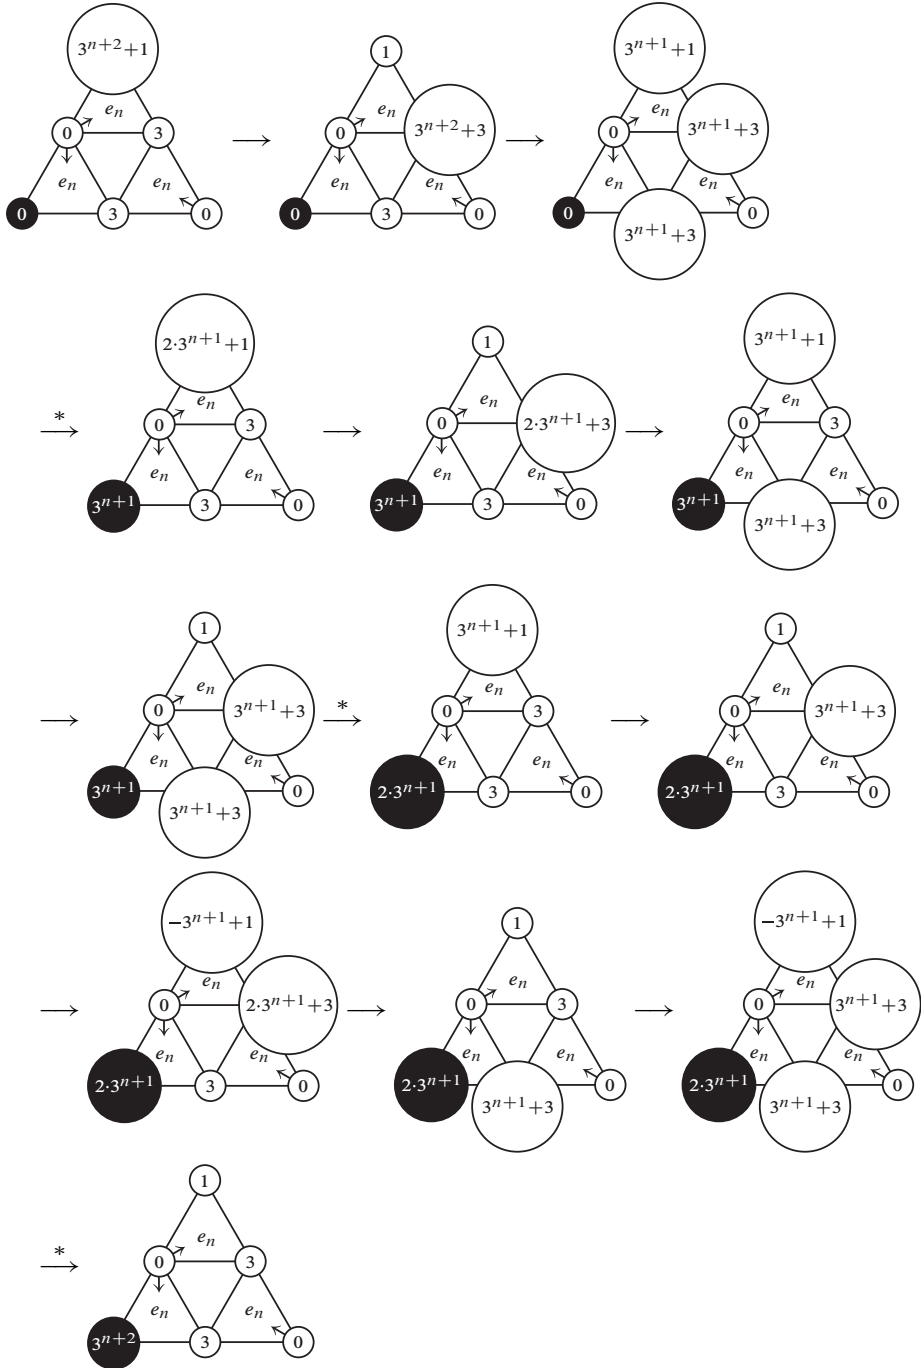 3^{n+2}+1 1 3^{n+1}+1
e_n e_n e_n
0 3 → 0 3^{n+2}+3 → 0 3^{n+1}+3
e_n e_n e_n e_n e_n e_n
0 3 0 0 3 0 0 3^{n+1}+3 0
2·3^{n+1}+1 1 3^{n+1}+1
e_n e_n e_n
* → 0 3 → 0 2·3^{n+1}+3 → 0 3
e_n e_n e_n e_n e_n e_n
3^{n+1} 3 0 3^{n+1} 3 0 3^{n+1} 3^{n+1}+3 0
1 3^{n+1}+1 1
e_n e_n e_n
→ 0 3^{n+1}+3 * → 0 3 → 0 3^{n+1}+3
e_n e_n e_n e_n e_n e_n
3^{n+1} 3^{n+1}+3 0 2·3^{n+1} 3 0 2·3^{n+1} 3 0
−3^{n+1}+1 1 −3^{n+1}+1
e_n e_n e_n
→ 0 2·3^{n+1}+3 → 0 3 → 0 3^{n+1}+3
e_n e_n e_n e_n e_n e_n
2·3^{n+1} 3 0 2·3^{n+1} 3^{n+1}+3 0 2·3^{n+1} 3^{n+1}+3 0
1
e_n
* → 0 3
e_n e_n
3^{n+2} 3 0